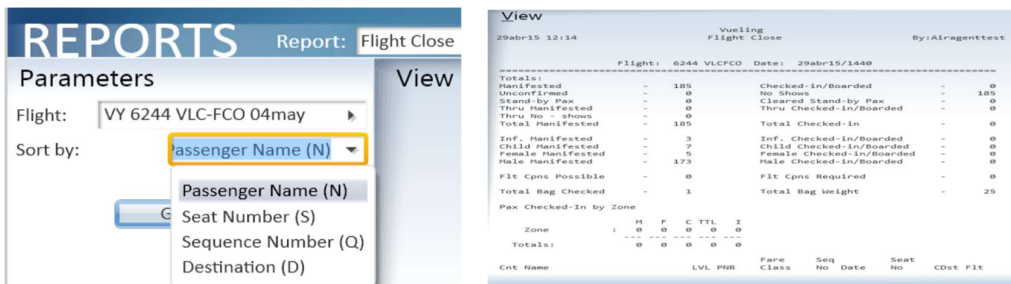 REPORTS Report: Flight Close
Parameters View
Flight: VY 6244 VLC-FCO 04may
Sort by: Passenger Name (N)
Passenger Name (N)
G
Seat Number (S)
Sequence Number (Q)
Destination (D)
View
Vueling
29abr15 12:14 Flight Close By:Airagenttest
Flight: 6244 VLCFCO Date: 29abr15/1440
Totals:
Manifested - 185 Checked-in/Boarded - 0
Unconfirmed - 0 No Shows - 185
Stand-by Pax - 0 Cleared Stand-by Pax - 0
Thru Manifested - 0 Thru Checked-in/Boarded - 0
Thru No - shows 0
Total Manifested - 185 Total Checked-in - 0
Inf. Manifested - 3 Inf. Checked-in/Boarded - 0
Child Manifested - 7 Child Checked-in/Boarded - 0
Female Manifested - 5 Female Checked-in/Boarded - 0
Male Manifested - 173 Male Checked-in/Boarded - 0
Flt Cpns Possible - 0 Flt Cpns Required - 0
Total Bag Checked - 1 Total Bag Weight - 25
Pax Checked-In by Zone
M F C TTL I
Zone : 0 0 0 0 0
--- --- --- --- ---
Totals: 0 0 0 0 0
Fare Seq Seat
Cnt Name LVL PNR Class No Date No CDst Flt